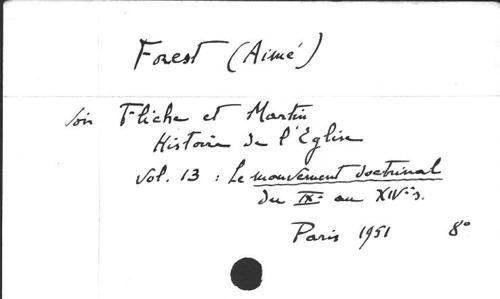 Forest (Aimé)
Voir Fliche et Martin
Histoire de l'Eglise
vol. 13 : Le mouvement doctrinal
du IXe au XIVe s.
Paris 1951 8°